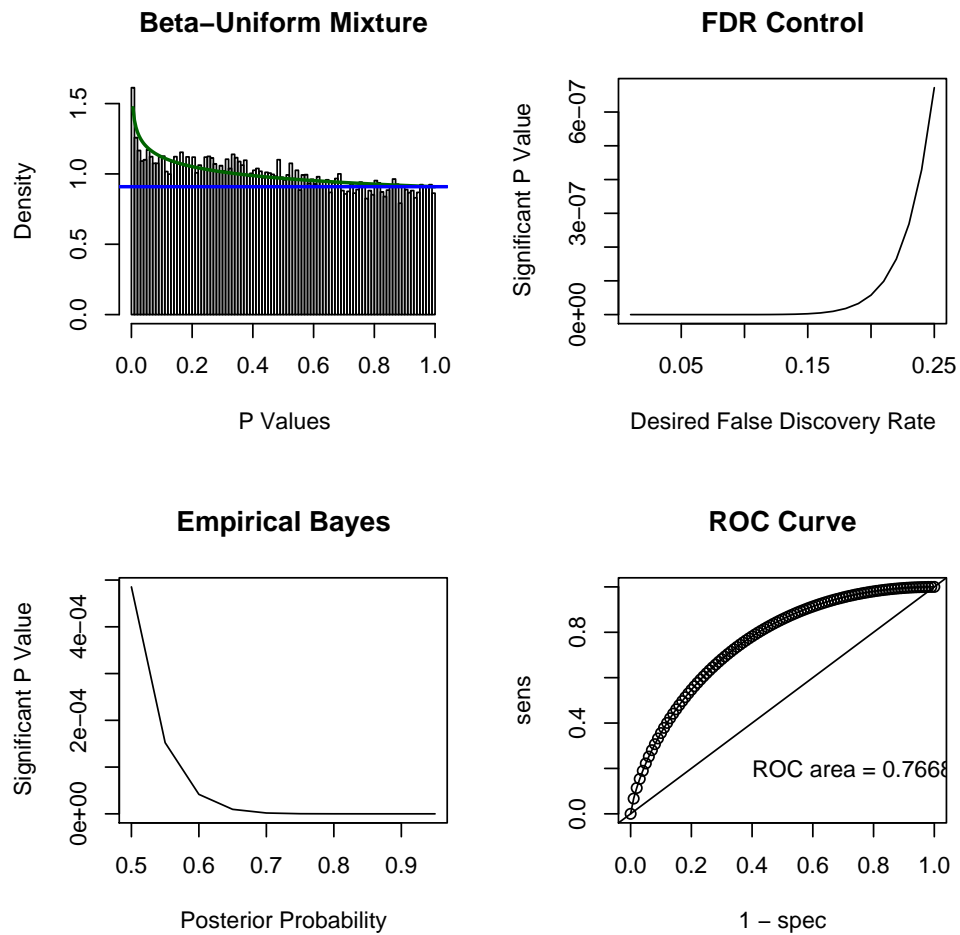 Beta−Uniform Mixture
Density
0.0 0.5 1.0 1.5
0.0 0.2 0.4 0.6 0.8 1.0
P Values
FDR Control
Significant P Value
0e+00 3e−07 6e−07
0.05 0.15 0.25
Desired False Discovery Rate
Empirical Bayes
Significant P Value
0e+00 2e−04 4e−04
0.5 0.6 0.7 0.8 0.9
Posterior Probability
ROC Curve
sens
0.0 0.4 0.8
ROC area = 0.7668
0.0 0.2 0.4 0.6 0.8 1.0
1 − spec